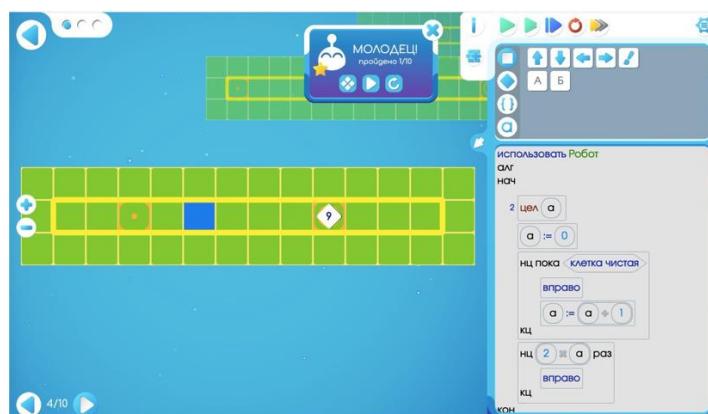 МОЛОДЕЦ!
пройдено 1/10
А Б
9
использовать Робот
алг
нач
2 цел а
а := 0
нц пока клетка чистая
вправо
а := а + 1
кц
нц 2 ж а раз
вправо
кц
кон
4/10